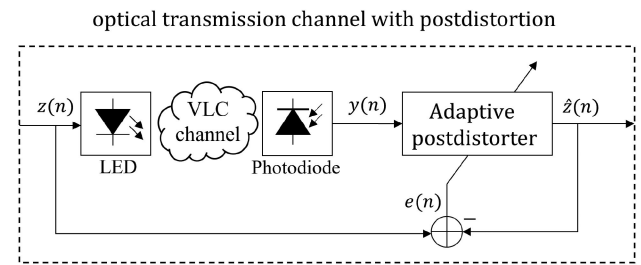 optical transmission channel with postdistortion
z(n)
LED
VLC
channel
Photodiode
y(n)
Adaptive
postdistorter
ẑ(n)
e(n)
−